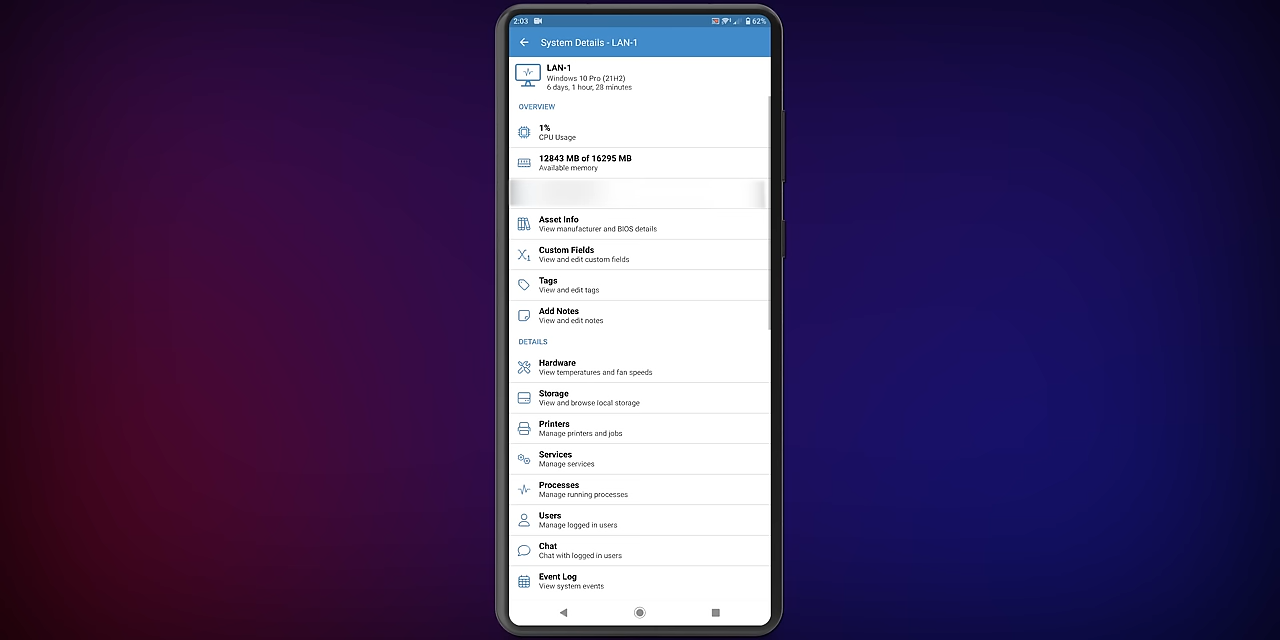 2:03
62%
System Details - LAN-1
LAN-1
Windows 10 Pro (21H2)
6 days, 1 hour, 28 minutes
OVERVIEW
1%
CPU Usage
12843 MB of 16295 MB
Available memory
Asset Info
View manufacturer and BIOS details
Custom Fields
View and edit custom fields
Tags
View and edit tags
Add Notes
View and edit notes
DETAILS
Hardware
View temperatures and fan speeds
Storage
View and browse local storage
Printers
Manage printers and jobs
Services
Manage services
Processes
Manage running processes
Users
Manage logged in users
Chat
Chat with logged in users
Event Log
View system events